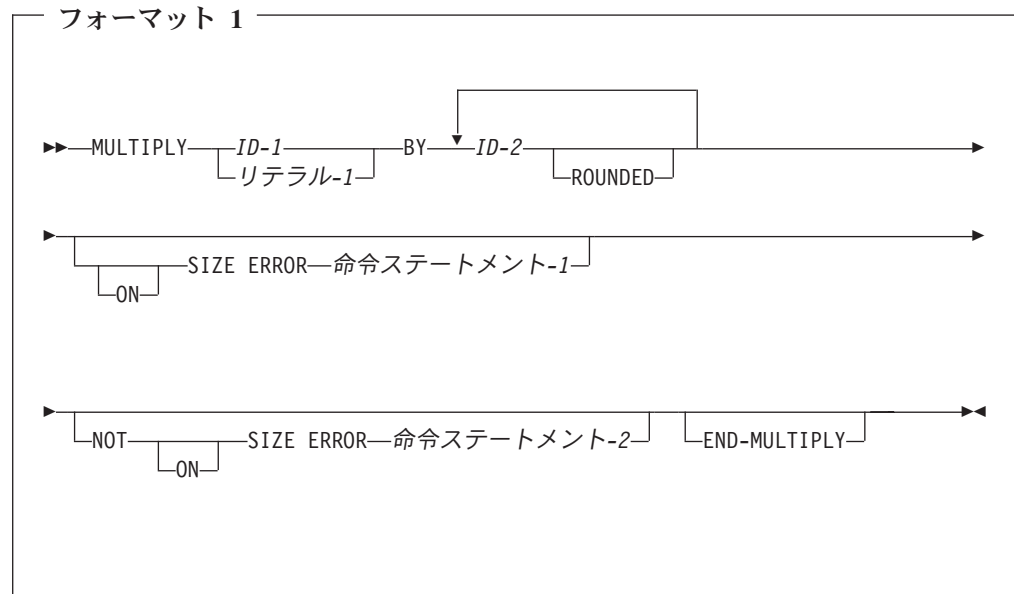 フォーマット 1
MULTIPLY ID-1 BY ID-2
リテラル-1 ROUNDED
SIZE ERROR 命令ステートメント-1
ON
NOT SIZE ERROR 命令ステートメント-2 END-MULTIPLY
ON